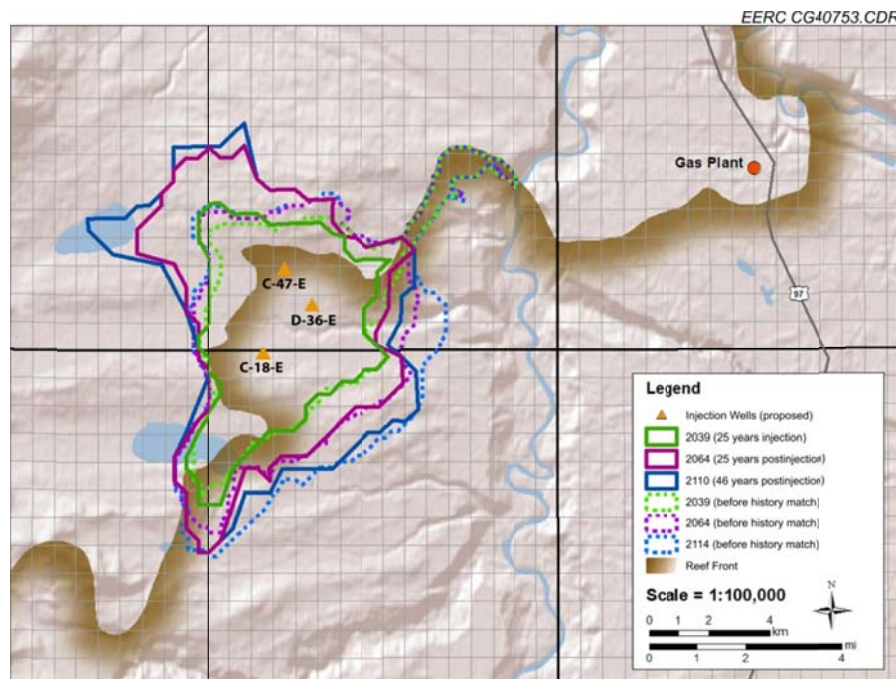 EERC CG40753.CDR
Gas Plant
C-47-E
D-36-E
97
C-18-E
Legend
Injection Wells (proposed)
2039 (25 years injection)
2064 (25 years postinjection)
2110 (46 years postinjection)
2039 (before history match)
2064 (before history match)
2114 (before history match)
Reef Front
Scale = 1:100,000
N
0 1 2 4
km
mi
0 1 2 4